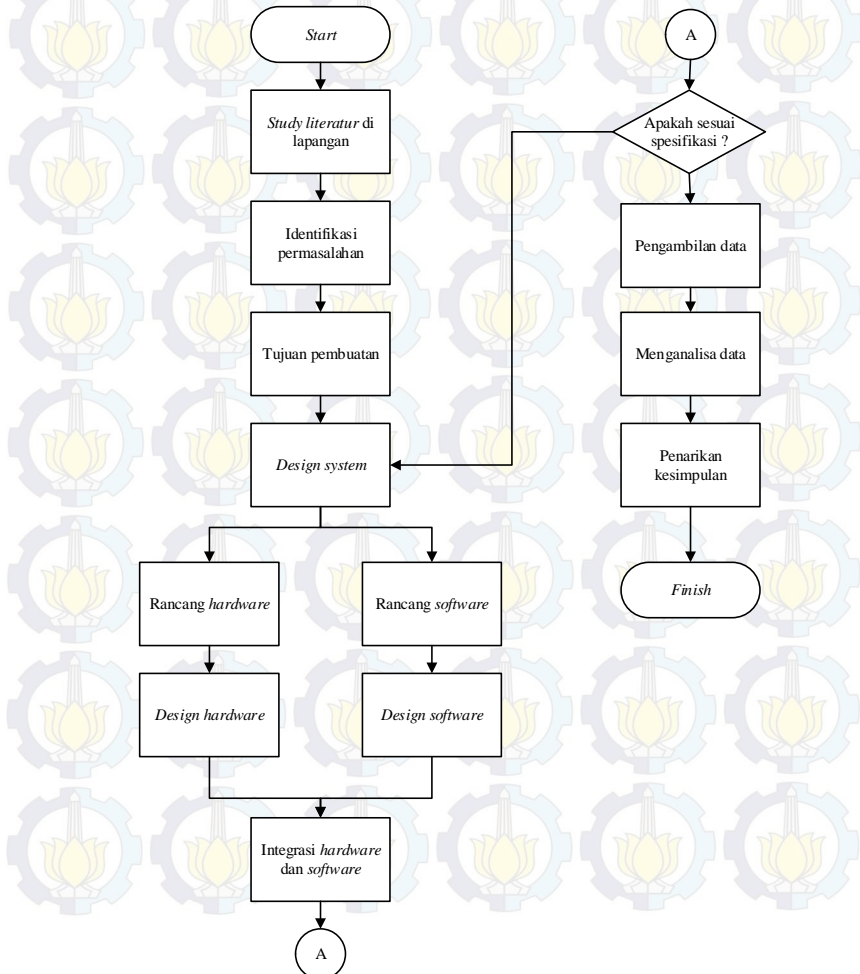 Start
Study literatur di
lapangan
Identifikasi
permasalahan
Tujuan pembuatan
Design system
Rancang hardware
Rancang software
Design hardware
Design software
Integrasi hardware
dan software
A
A
Apakah sesuai
spesifikasi ?
Pengambilan data
Menganalisa data
Penarikan
kesimpulan
Finish